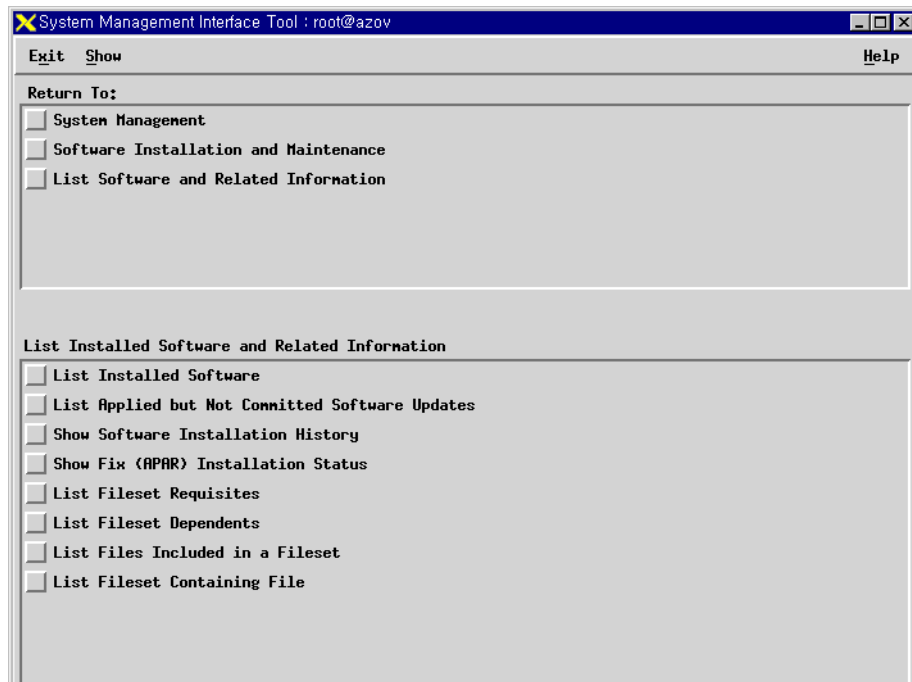 System Management Interface Tool : root@azov
Exit Show Help
Return To:
System Management
Software Installation and Maintenance
List Software and Related Information
List Installed Software and Related Information
List Installed Software
List Applied but Not Committed Software Updates
Show Software Installation History
Show Fix (APAR) Installation Status
List Fileset Requisites
List Fileset Dependents
List Files Included in a Fileset
List Fileset Containing File